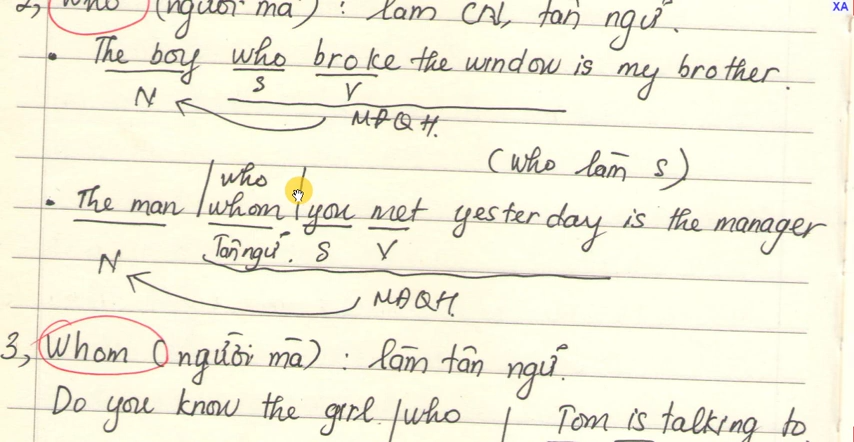 2, Who (người mà) : làm CN, tân ngữ.
• The boy who broke the window is my brother.
S V
N
MĐQH.
(Who làm S)
who
• The man whom you met yesterday is the manager
Tân ngữ. S V
N
MĐQH.
3, Whom (người mà) : làm tân ngữ.
Do you know the girl who Tom is talking to
XA